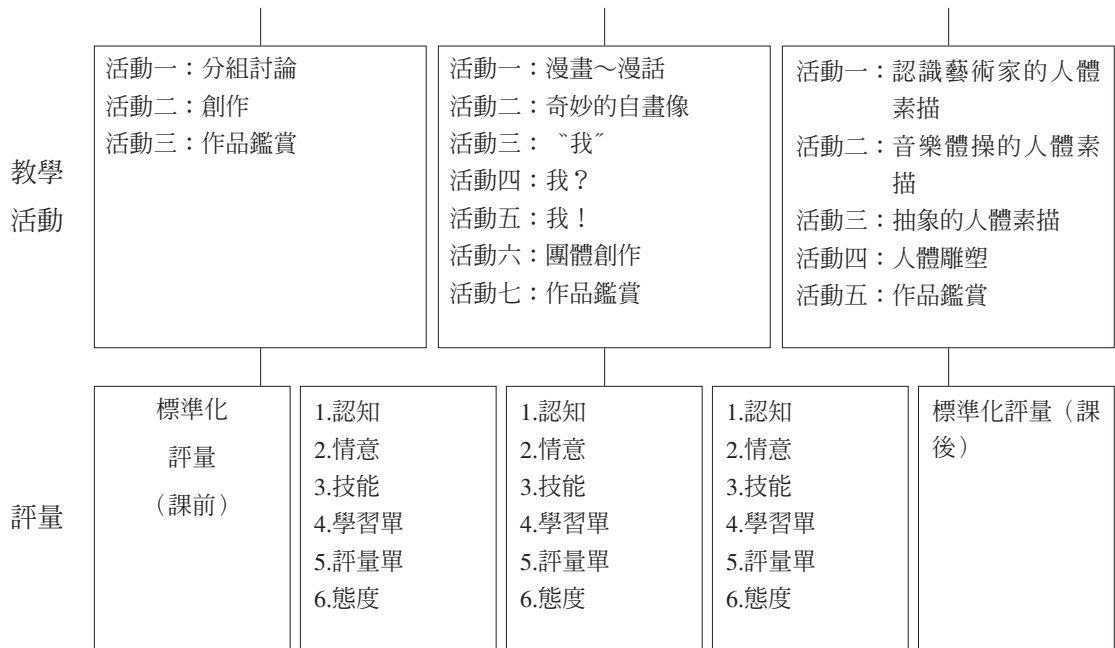 教學
活動
活動一：分組討論
活動二：創作
活動三：作品鑑賞
活動一：漫畫～漫話
活動二：奇妙的自畫像
活動三：〝我〞
活動四：我？
活動五：我！
活動六：團體創作
活動七：作品鑑賞
活動一：認識藝術家的人體
素描
活動二：音樂體操的人體素
描
活動三：抽象的人體素描
活動四：人體雕塑
活動五：作品鑑賞
評量
標準化
評量
（課前）
1.認知
2.情意
3.技能
4.學習單
5.評量單
6.態度
1.認知
2.情意
3.技能
4.學習單
5.評量單
6.態度
1.認知
2.情意
3.技能
4.學習單
5.評量單
6.態度
標準化評量（課
後）